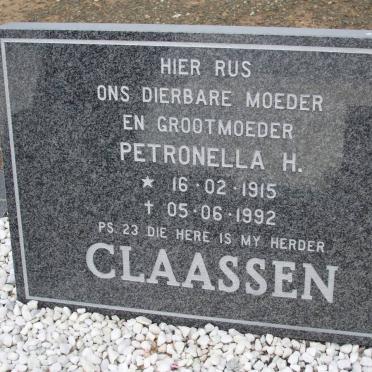 HIER RUS
ONS DIERBARE MOEDER
EN GROOTMOEDER
PETRONELLA H.
★ 16·02·1915
† 05·06·1992
PS. 23 DIE HERE IS MY HERDER
CLAASSEN